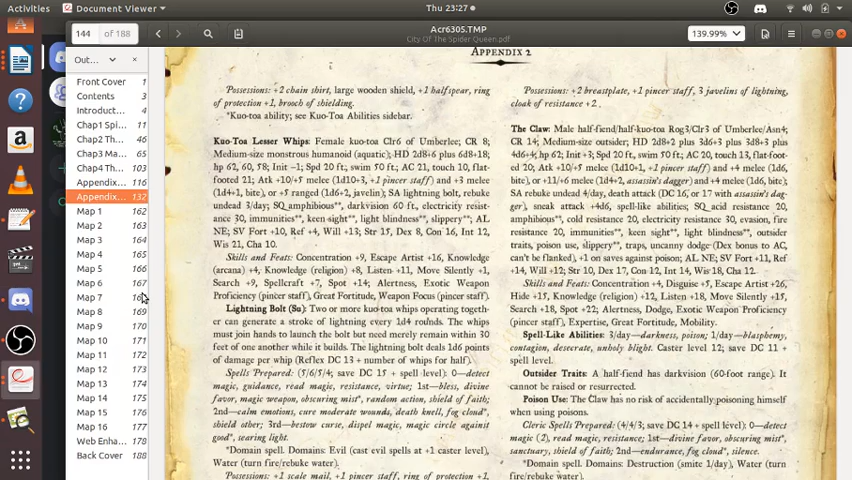 Activities
Document Viewer
Thu 23:27
Acr6305.TMP
City Of The Spider Queen.PDF
144 of 188
139.99%
Out...
Front Cover 1
Contents 3
Introduct... 4
Chap1 Spi... 11
Chap2 Th... 46
Chap3 Ma... 65
Chap4 Th... 103
Appendix... 116
Appendix... 132
Map 1 162
Map 2 163
Map 3 164
Map 4 165
Map 5 166
Map 6 167
Map 7
Map 8 169
Map 9 170
Map 10 171
Map 11 172
Map 12 173
Map 13 174
Map 14 175
Map 15 176
Map 16 177
Web Enha... 178
Back Cover 188
Appendix 2
Possessions: +2 chain shirt, large wooden shield, +1 halfspear, ring
of protection +1, brooch of shielding.
*Kuo-toa ability; see Kuo-Toa Abilities sidebar.
Kuo-Toa Lesser Whips: Female kuo-toa Clr6 of Umberlee; CR 8;
Medium-size monstrous humanoid (aquatic); HD 2d8+6 plus 6d8+18;
hp 62, 60, 58; Init –1; Spd 20 ft., swim 50 ft.; AC 22, touch 10, flat-
footed 21; Atk +10/+5 melee (1d10+1, +1 pincer staff) and +3 melee
(1d4+1, bite), or +5 ranged (1d6+2, javelin); SA lightning bolt, rebuke
undead 3/day; SQ amphibious**, darkvision 60 ft., electricity resist-
ance 30, immunities**, keen sight**, light blindness**, slippery**; AL
NE; SV Fort +10, Ref +4, Will +13; Str 15, Dex 8, Con 16, Int 12,
Wis 21, Cha 10.
Skills and Feats: Concentration +9, Escape Artist +16, Knowledge
(arcana) +4, Knowledge (religion) +8, Listen +11, Move Silently +1,
Search +9, Spellcraft +7, Spot +14; Alertness, Exotic Weapon
Proficiency (pincer staff), Great Fortitude, Weapon Focus (pincer staff).
Lightning Bolt (Su): Two or more kuo-toa whips operating togeth-
er can generate a stroke of lightning every 1d4 rounds. The whips
must join hands to launch the bolt but need merely remain within 30
feet of one another while it builds. The lightning bolt deals 1d6 points
of damage per whip (Reflex DC 13 + number of whips for half).
Spells Prepared: (5/6/5/4; save DC 15 + spell level): 0—detect
magic, guidance, read magic, resistance, virtue; 1st—bless, divine
favor, magic weapon, obscuring mist*, random action, shield of faith;
2nd—calm emotions, cure moderate wounds, death knell, fog cloud*,
shield other; 3rd—bestow curse, dispel magic, magic circle against
good*, searing light.
*Domain spell. Domains: Evil (cast evil spells at +1 caster level),
Water (turn fire/rebuke water).
Possessions: +1 scale mail, +1 pincer staff, ring of protection +1,
Possessions: +2 breastplate, +1 pincer staff, 3 javelins of lightning,
cloak of resistance +2 .
The Claw: Male half-fiend/half-kuo-toa Rog3/Clr3 of Umberlee/Asn4;
CR 14; Medium-size outsider; HD 2d8+2 plus 3d6+3 plus 3d8+3 plus
4d6+4; hp 62; Init +3; Spd 20 ft., swim 50 ft.; AC 20, touch 13, flat-foot-
ed 20; Atk +12/+7 melee (1d10+1, +1 pincer staff) and +4 melee (1d6,
bite), or +11/+6 melee (1d4+2, assassin's dagger) and +4 melee (1d6, bite);
SA rebuke undead 4/day, death attack (DC 16 or 17 with assassin's dag-
ger), sneak attack +4d6, spell-like abilities; SQ acid resistance 20,
amphibious*, cold resistance 20, electricity resistance 30, evasion, fire
resistance 20, immunities**, keen sight**, light blindness**, outsider
traits, poison use, slippery**, traps, uncanny dodge (Dex bonus to AC,
can't be flanked), +1 on saves against poison; AL NE; SV Fort +11, Ref
+14, Will +12; Str 10, Dex 17, Con 12, Int 14, Wis 18, Cha 12.
Skills and Feats: Concentration +4, Disguise +5, Escape Artist +26,
Hide +15, Knowledge (religion) +3, Listen +18, Move Silently +15,
Search +18, Spot +22; Alertness, Dodge, Exotic Weapon Proficiency
(pincer staff), Expertise, Great Fortitude, Mobility.
Spell-Like Abilities: 3/day—darkness, poison; 1/day—blasphemy,
contagion, desecrate, unholy blight. Caster level 12; save DC 11 +
spell level.
Outsider Traits: A half-fiend has darkvision (60-foot range). It
cannot be raised or resurrected.
Poison Use: The Claw has no risk of accidentally poisoning himself
when using poisons.
Cleric Spells Prepared: (4/4/3; save DC 14 + spell level): 0—detect
magic (2), read magic, resistance; 1st—divine favor, obscuring mist*,
sanctuary, shield of faith; 2nd—endurance, fog cloud*, silence.
*Domain spell. Domains: Destruction (smite 1/day), Water (turn
fire/rebuke water).